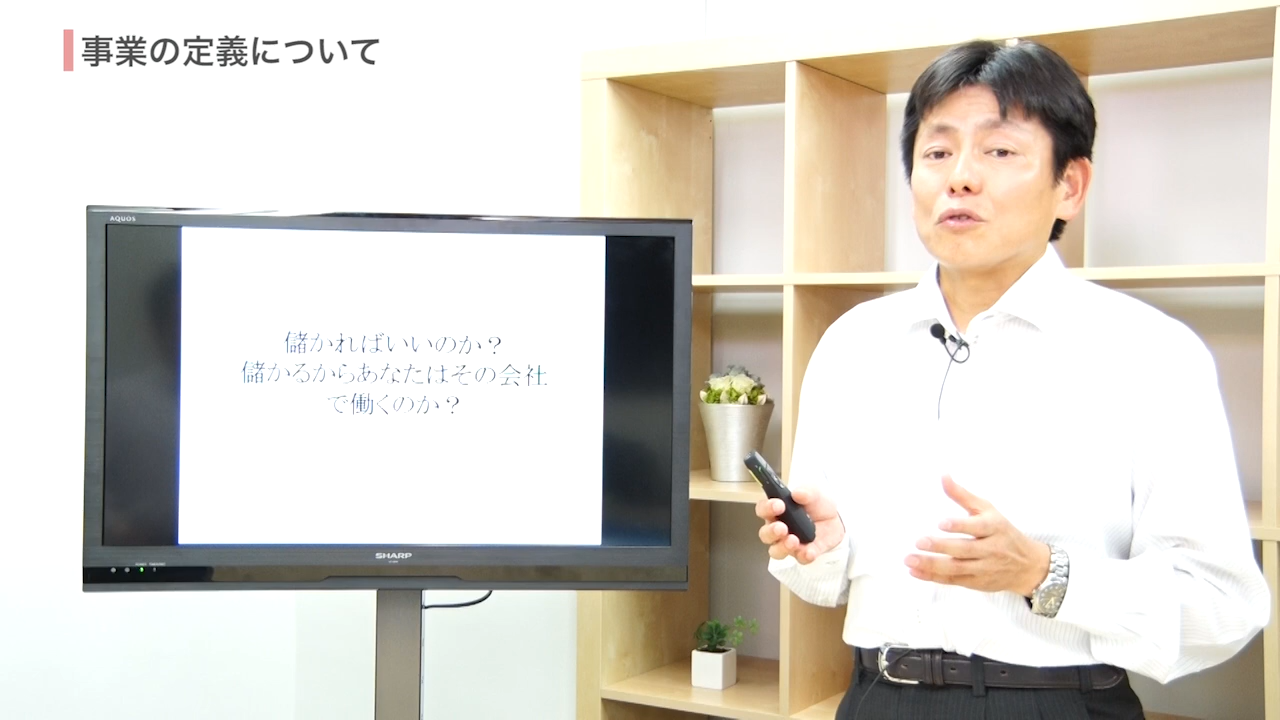 事業の定義について
AQUOS
儲かればいいのか？
儲かるからあなたはその会社
で働くのか？
SHARP